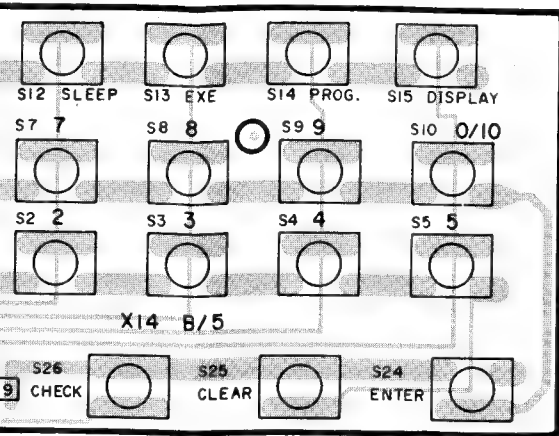 S12 SLEEP S13 EXE S14 PROG. S15 DISPLAY
S7 7 S8 8 S9 9 S10 0/10
S2 2 S3 3 S4 4 S5 5
X14 B/5
S26 S25 S24
9 CHECK CLEAR ENTER